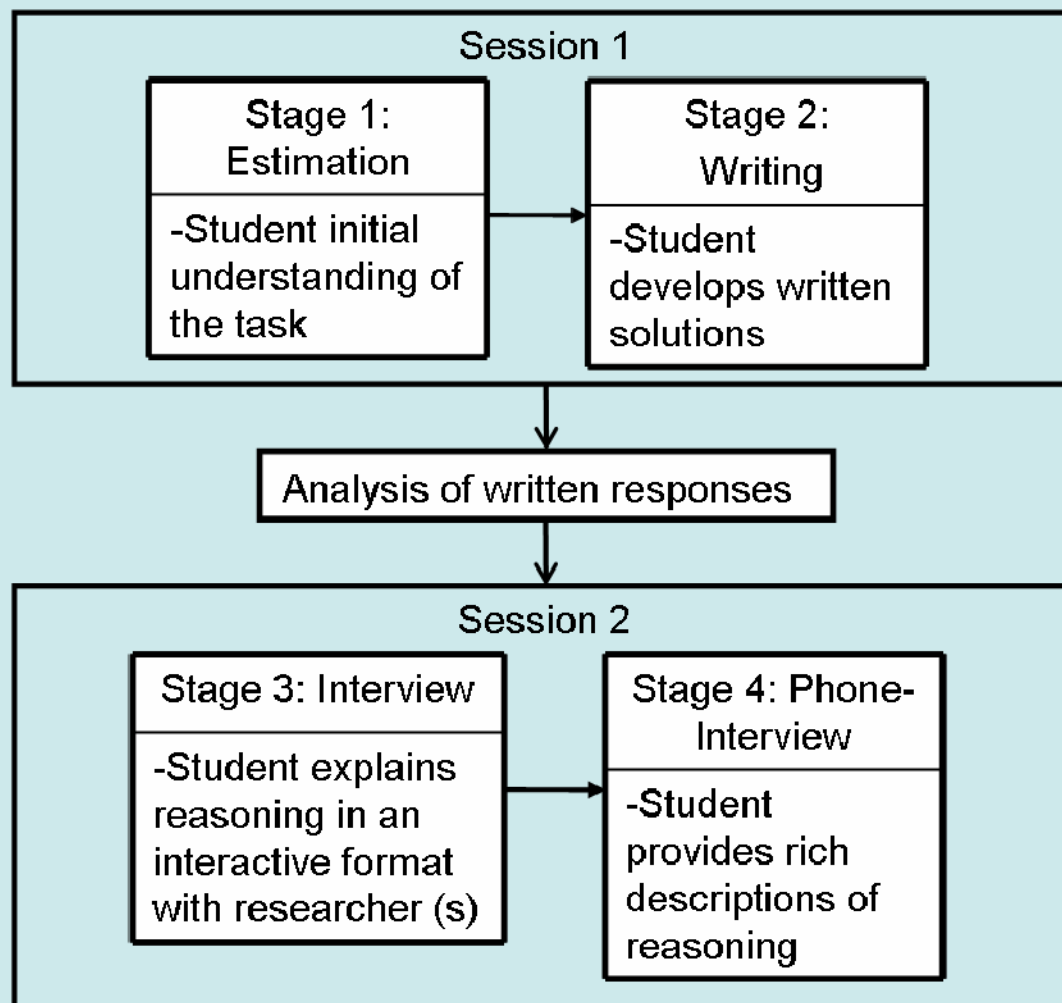 Session 1
Stage 1:
Estimation
-Student initial
understanding of
the task
Stage 2:
Writing
-Student
develops written
solutions
Analysis of written responses
Session 2
Stage 3: Interview
-Student explains
reasoning in an
interactive format
with researcher (s)
Stage 4: Phone-
Interview
-Student
provides rich
descriptions of
reasoning